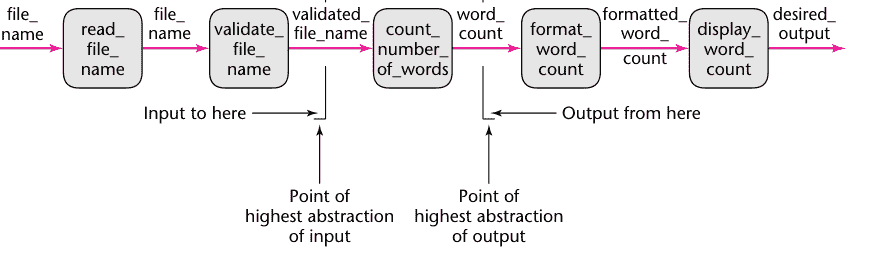 file_
name
read_
file_
name
file_
name
validate_
file_
name
validated_
file_name
count_
number_
of_words
word_
count
format_
word_
count
formatted_
word_
count
display_
word_
count
desired_
output
Input to here
Output from here
Point of
highest abstraction
of input
Point of
highest abstraction
of output